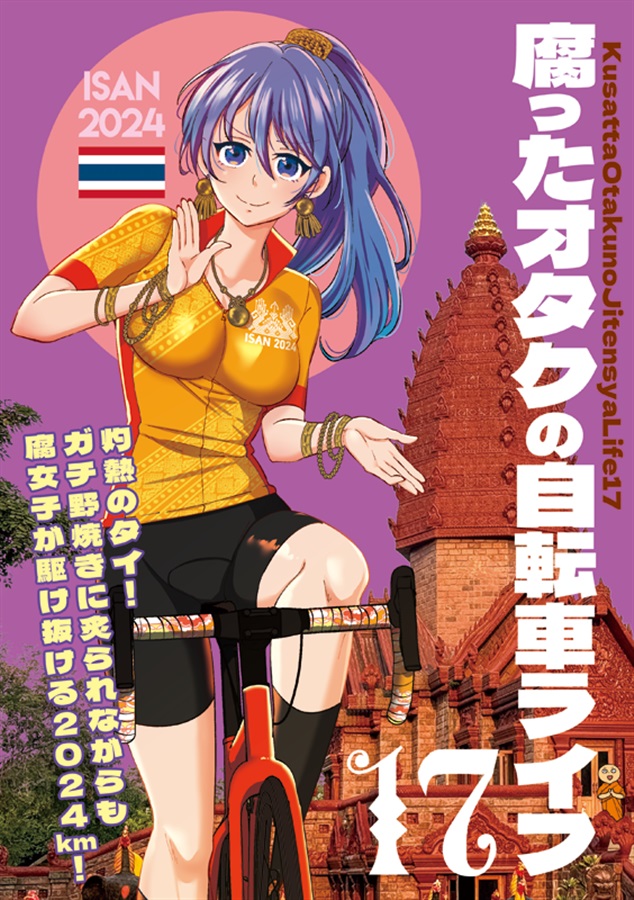 腐ったオタクの自転車ライフ
17
KusattaOtakunoJitensyaLife17
ISAN
2024
ISAN 2024
灼熱のタイ！
ガチ野焼きに炙られながらも
腐女子が駆け抜ける2024km！